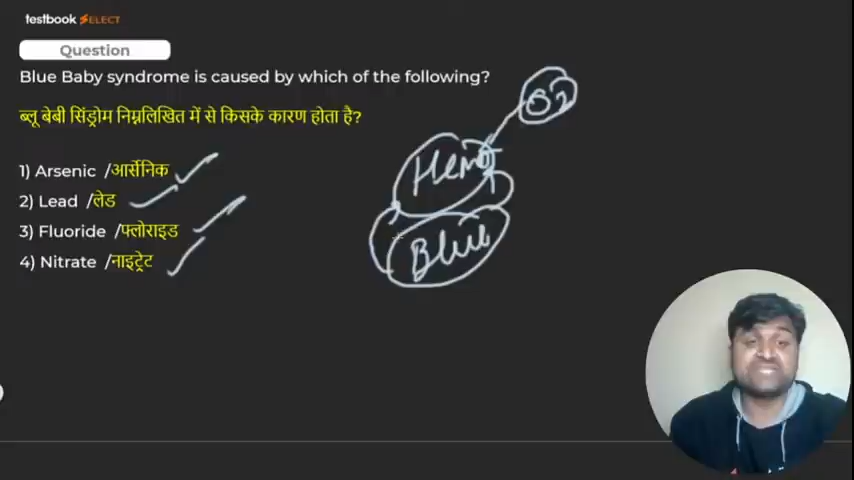 testbook SELECT
Question
Blue Baby syndrome is caused by which of the following?
ब्लू बेबी सिंड्रोम निम्नलिखित में से किसके कारण होता है?
1) Arsenic /आर्सेनिक
2) Lead /लेड
3) Fluoride /फ्लोराइड
4) Nitrate /नाइट्रेट
O2
Hemo
Blue